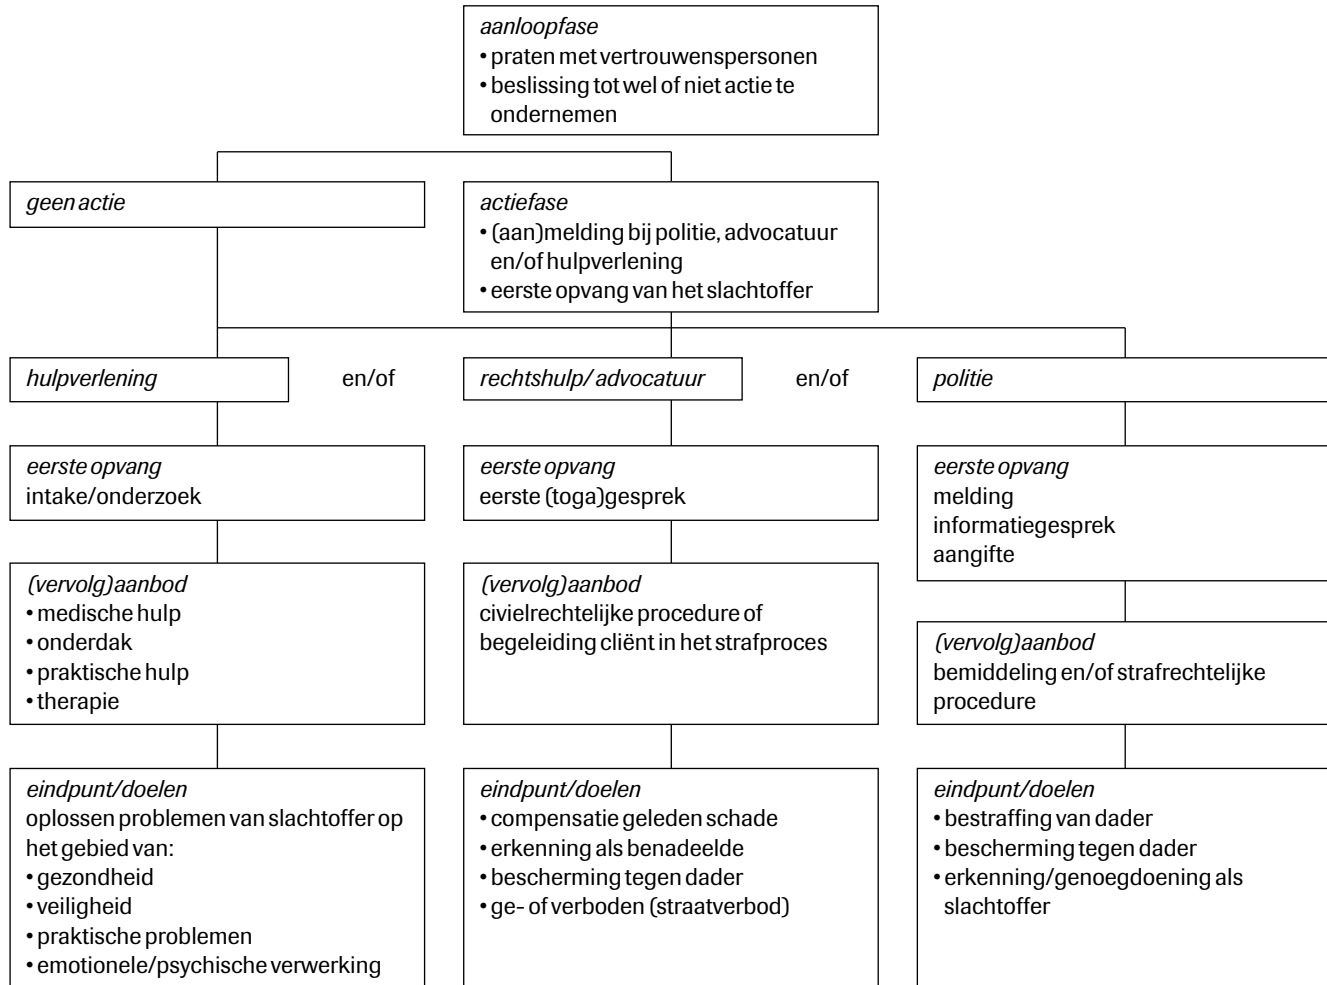 aanloopfase
• praten met vertrouwenspersonen
• beslissing tot wel of niet actie te
ondernemen
geen actie
actiefase
• (aan)melding bij politie, advocatuur
en/of hulpverlening
• eerste opvang van het slachtoffer
hulpverlening
en/of
rechtshulp/ advocatuur
en/of
politie
eerste opvang
intake/onderzoek
eerste opvang
eerste (toga)gesprek
eerste opvang
melding
informatiegesprek
aangifte
(vervolg)aanbod
• medische hulp
• onderdak
• praktische hulp
• therapie
(vervolg)aanbod
civielrechtelijke procedure of
begeleiding cliënt in het strafproces
(vervolg)aanbod
bemiddeling en/of strafrechtelijke
procedure
eindpunt/doelen
oplossen problemen van slachtoffer op
het gebied van:
• gezondheid
• veiligheid
• praktische problemen
• emotionele/psychische verwerking
eindpunt/doelen
• compensatie geleden schade
• erkenning als benadeelde
• bescherming tegen dader
• ge- of verboden (straatverbod)
eindpunt/doelen
• bestraffing van dader
• bescherming tegen dader
• erkenning/genoegdoening als
slachtoffer